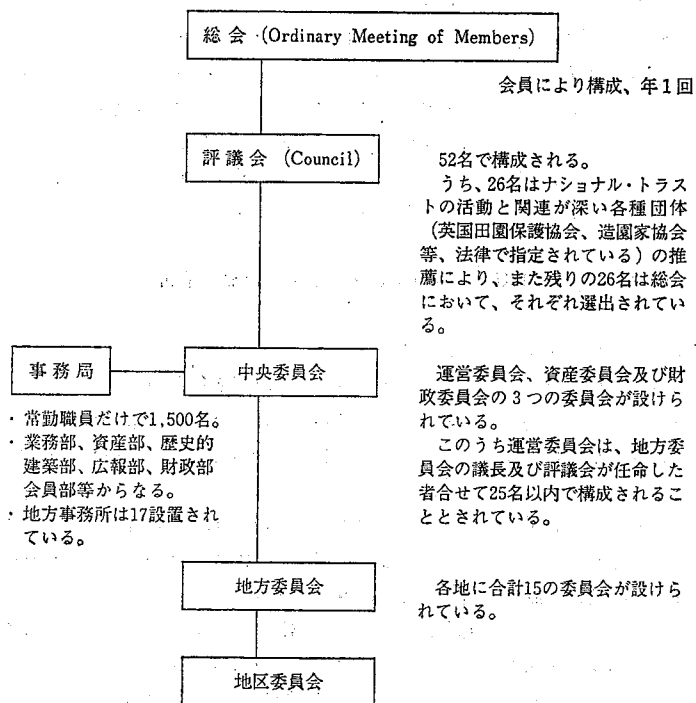 総会 (Ordinary Meeting of Members)
会員により構成、年1回
評議会 (Council)
52名で構成される。
うち、26名はナショナル・トラス
トの活動と関連が深い各種団体
(英国田園保護協会、造園家協会
等、法律で指定されている)の推
薦により、また残りの26名は総会
において、それぞれ選出されてい
る。
事務局
・常勤職員だけで1,500名。
・業務部、資産部、歴史的
建築部、広報部、財政部
会員部等からなる。
・地方事務所は17設置され
ている。
中央委員会
運営委員会、資産委員会及び財
政委員会の3つの委員会が設けら
れている。
このうち運営委員会は、地方委
員会の議長及び評議会が任命した
者合せて25名以内で構成されるこ
ととされている。
地方委員会
各地に合計15の委員会が設けら
れている。
地区委員会